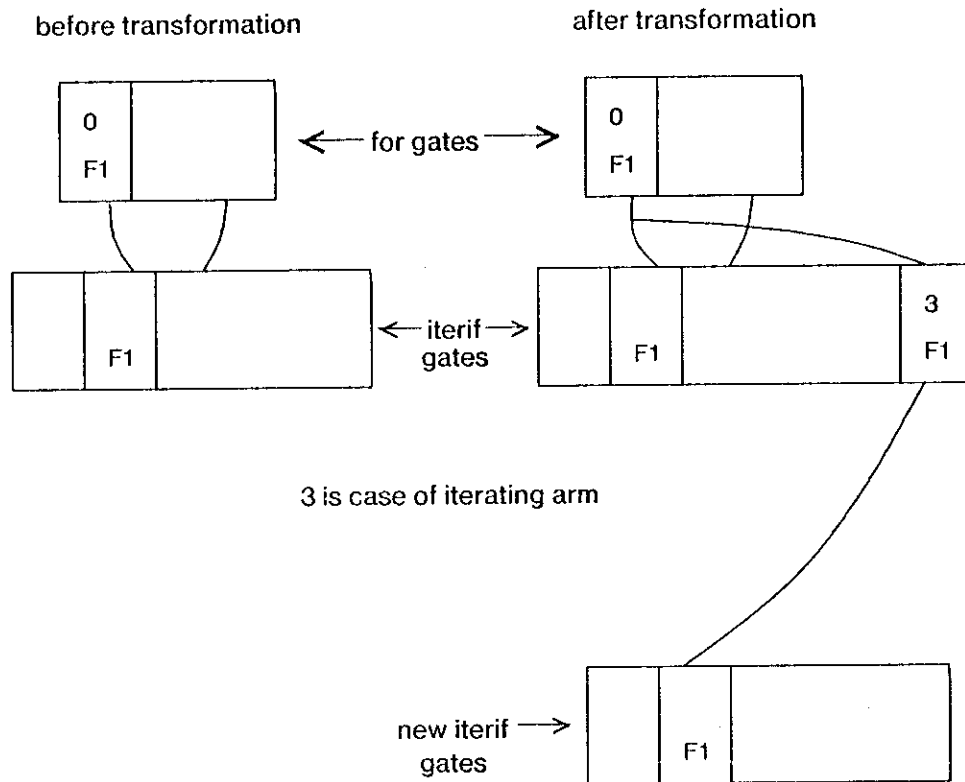 before transformation
after transformation
0
F1
for gates
0
F1
F1
iterif
gates
F1
3
F1
3 is case of iterating arm
new iterif
gates
F1